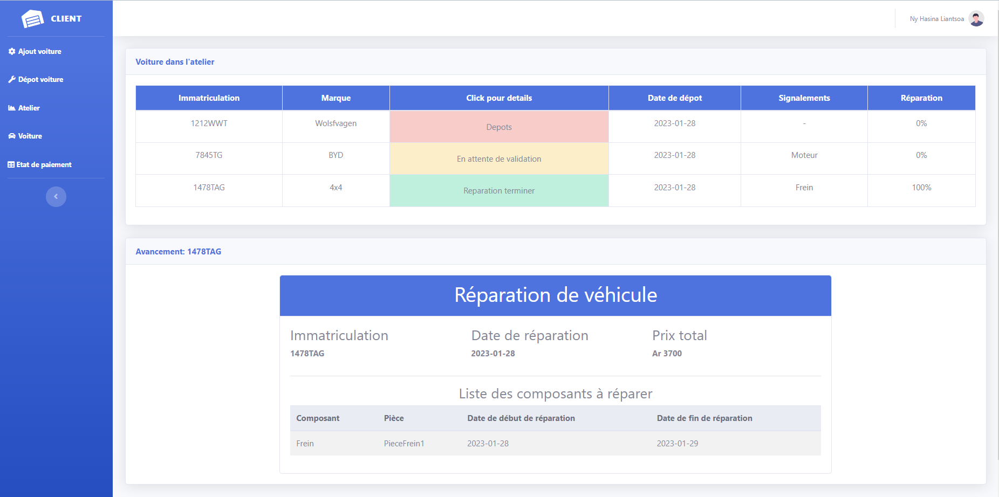 CLIENT
Ny Hasina Liantsoa
Ajout voiture
Dépot voiture
Atelier
Voiture
Etat de paiement
Voiture dans l'atelier
Immatriculation Marque Click pour details Date de dépot Signalements Réparation
1212WWT Wolsfvagen Depots 2023-01-28 - 0%
7845TG BYD En attente de validation 2023-01-28 Moteur 0%
1478TAG 4x4 Reparation terminer 2023-01-28 Frein 100%
Avancement: 1478TAG
Réparation de véhicule
Immatriculation Date de réparation Prix total
1478TAG 2023-01-28 Ar 3700
Liste des composants à réparer
Composant Pièce Date de début de réparation Date de fin de réparation
Frein PieceFrein1 2023-01-28 2023-01-29